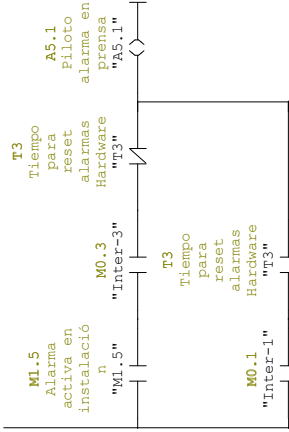 M1.5
Alarma
activa en
instalació
n
"M1.5"
M0.3
"Inter-3"
T3
Tiempo
para
reset
alarmas
Hardware
"T3"
A5.1
Piloto
alarma en
prensa
"A5.1"
M0.1
"Inter-1"
T3
Tiempo
para
reset
alarmas
Hardware
"T3"